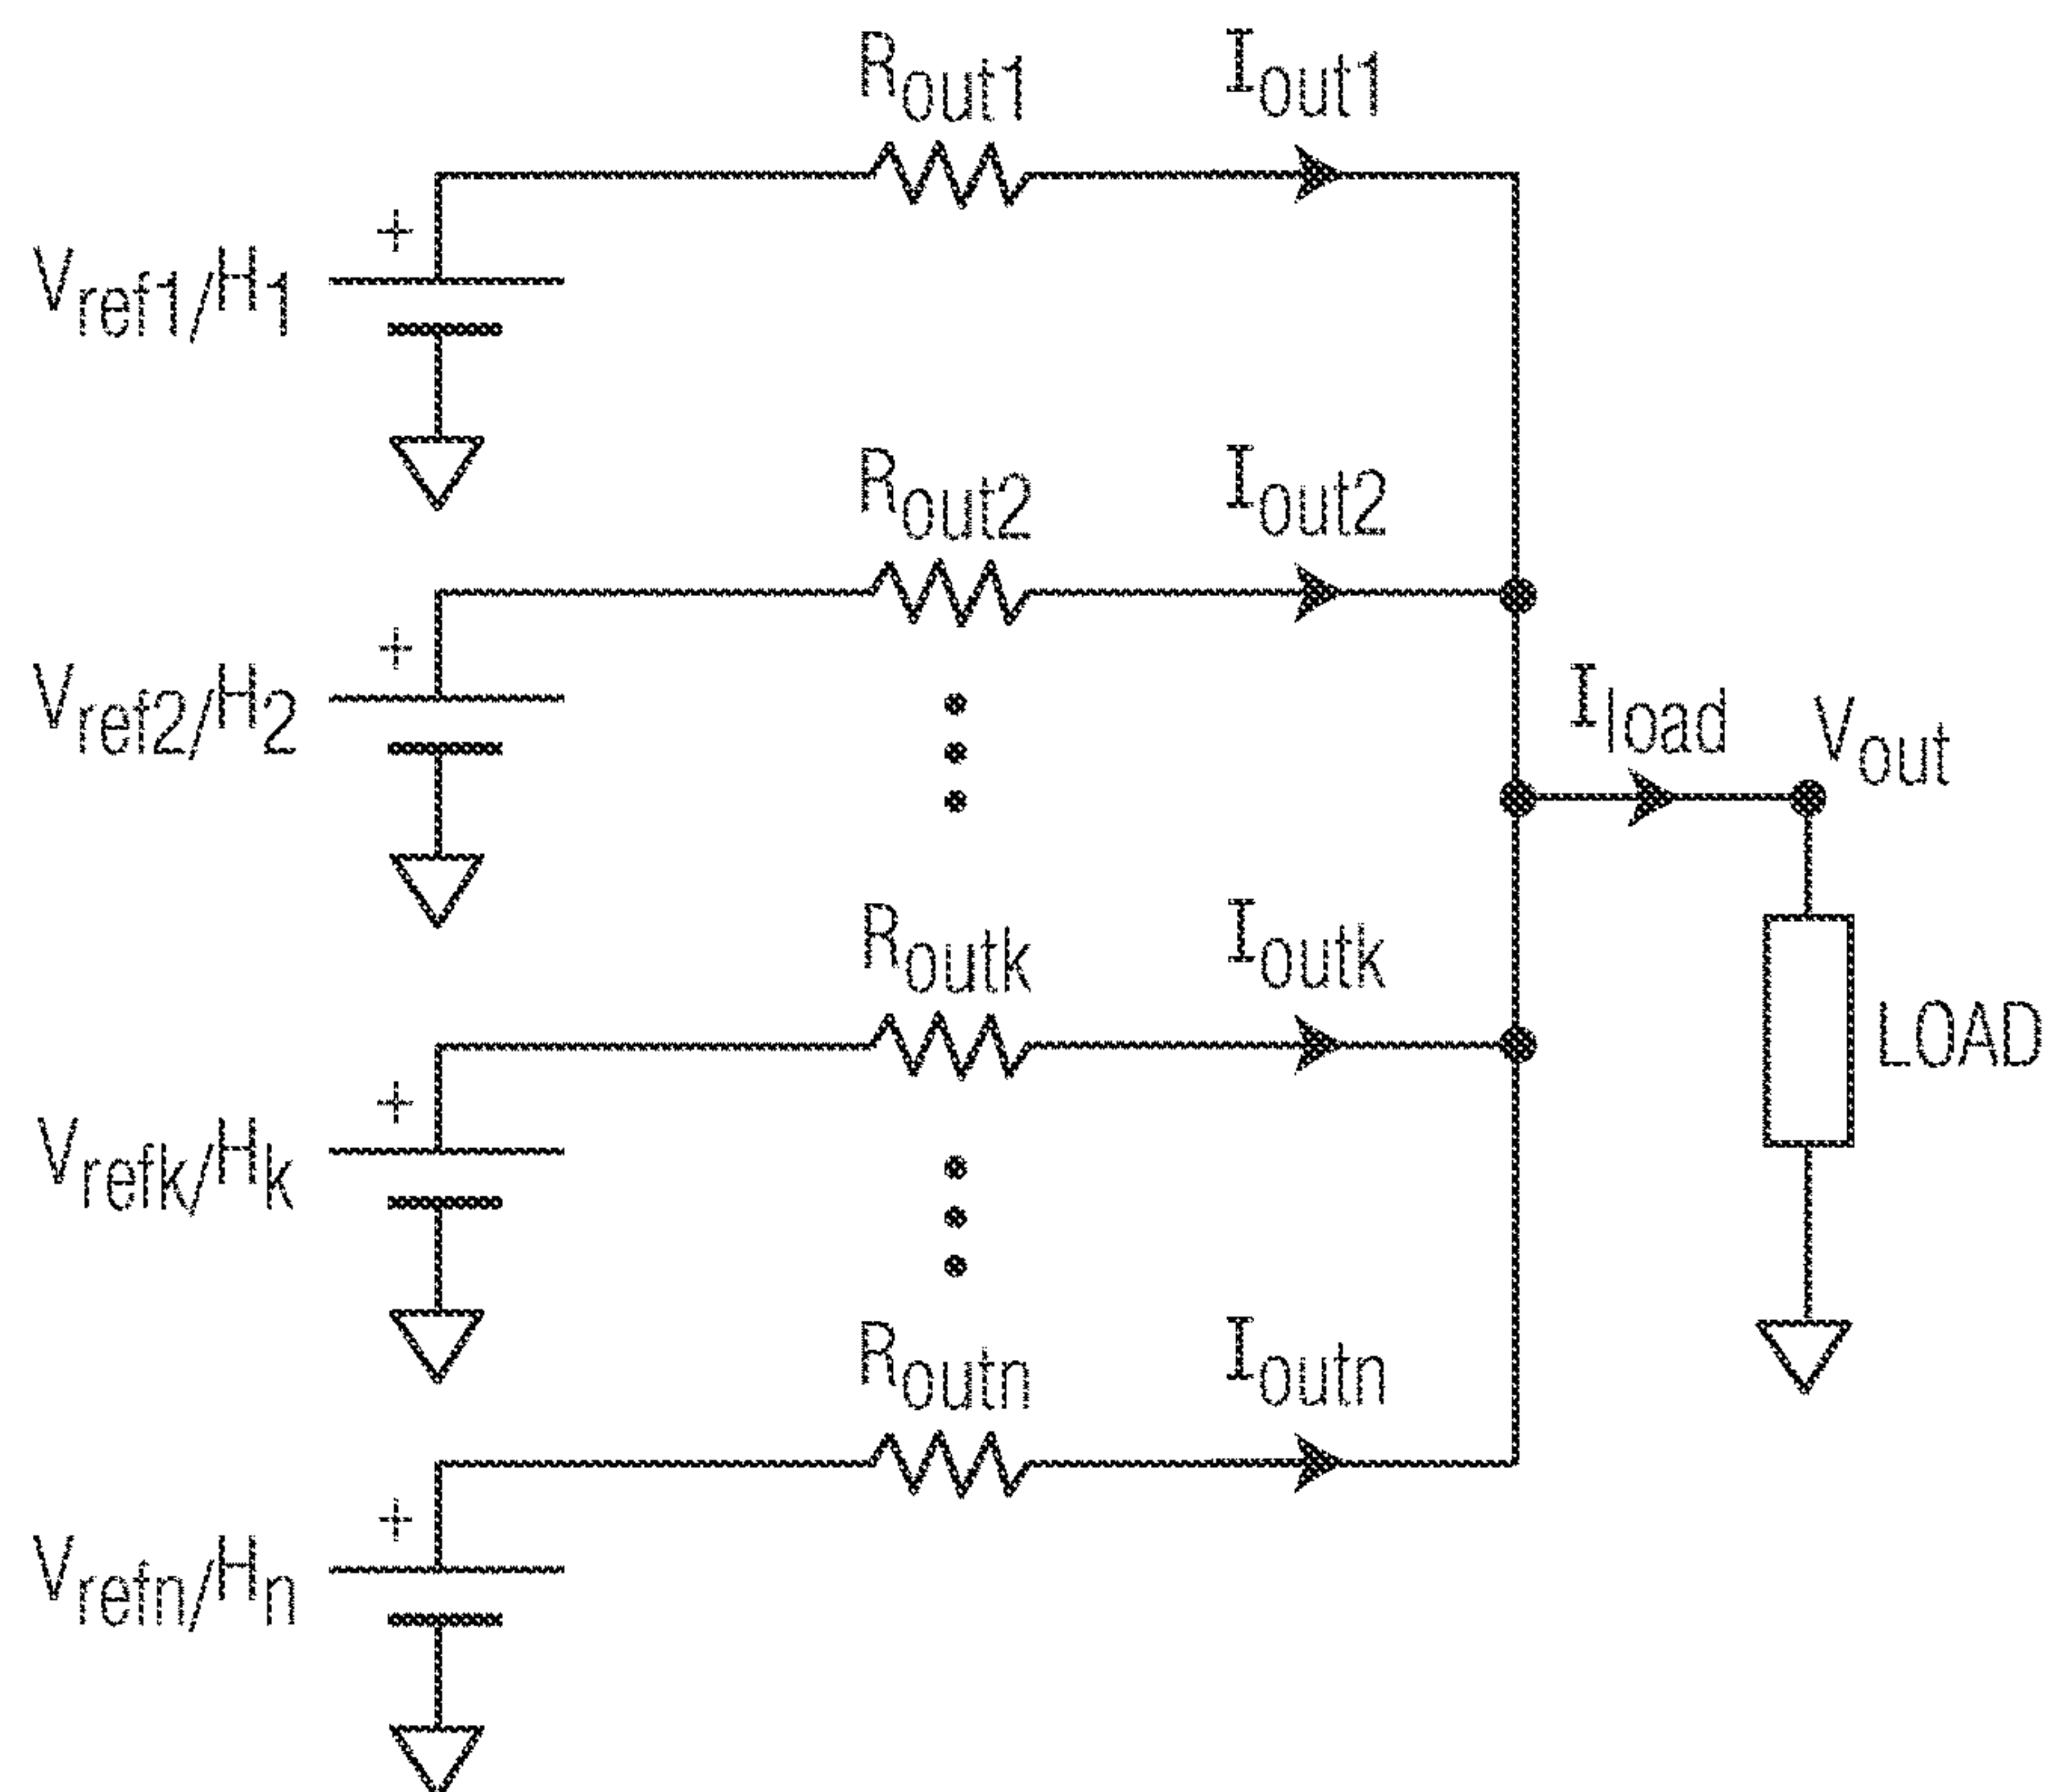 Rout1 Iout1
+
Vref1/H1
Rout2 Iout2
+
Vref2/H2
Iload Vout
Routk Ioutk
LOAD
+
Vrefk/Hk
Routn Ioutn
+
Vrefn/Hn